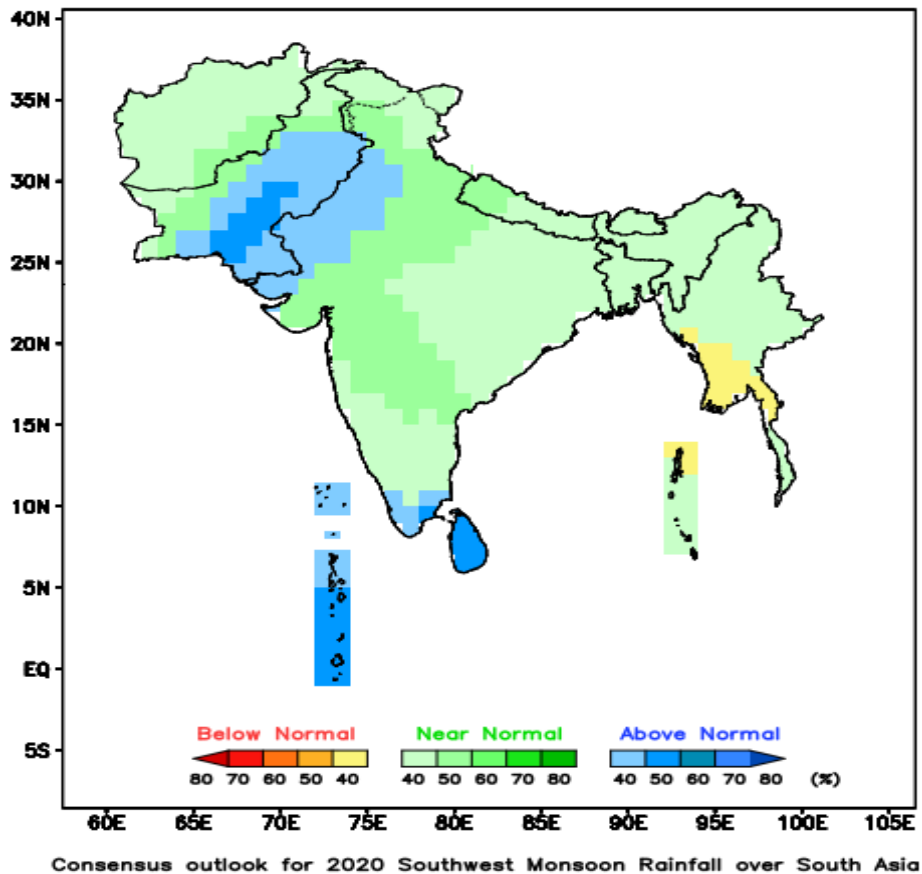 40N
35N
30N
25N
20N
15N
10N
5N
EQ
5S
Below Normal Near Normal Above Normal
80 70 60 50 40 40 50 60 70 80 40 50 60 70 80 (%)
60E 65E 70E 75E 80E 85E 90E 95E 100E 105E
Consensus outlook for 2020 Southwest Monsoon Rainfall over South Asia